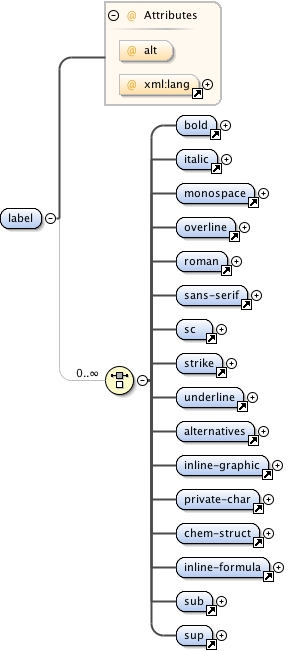 @ Attributes
@ alt
@ xml:lang
bold
italic
monospace
overline
label
roman
sans-serif
sc
strike
0..∞
underline
alternatives
inline-graphic
private-char
chem-struct
inline-formula
sub
sup